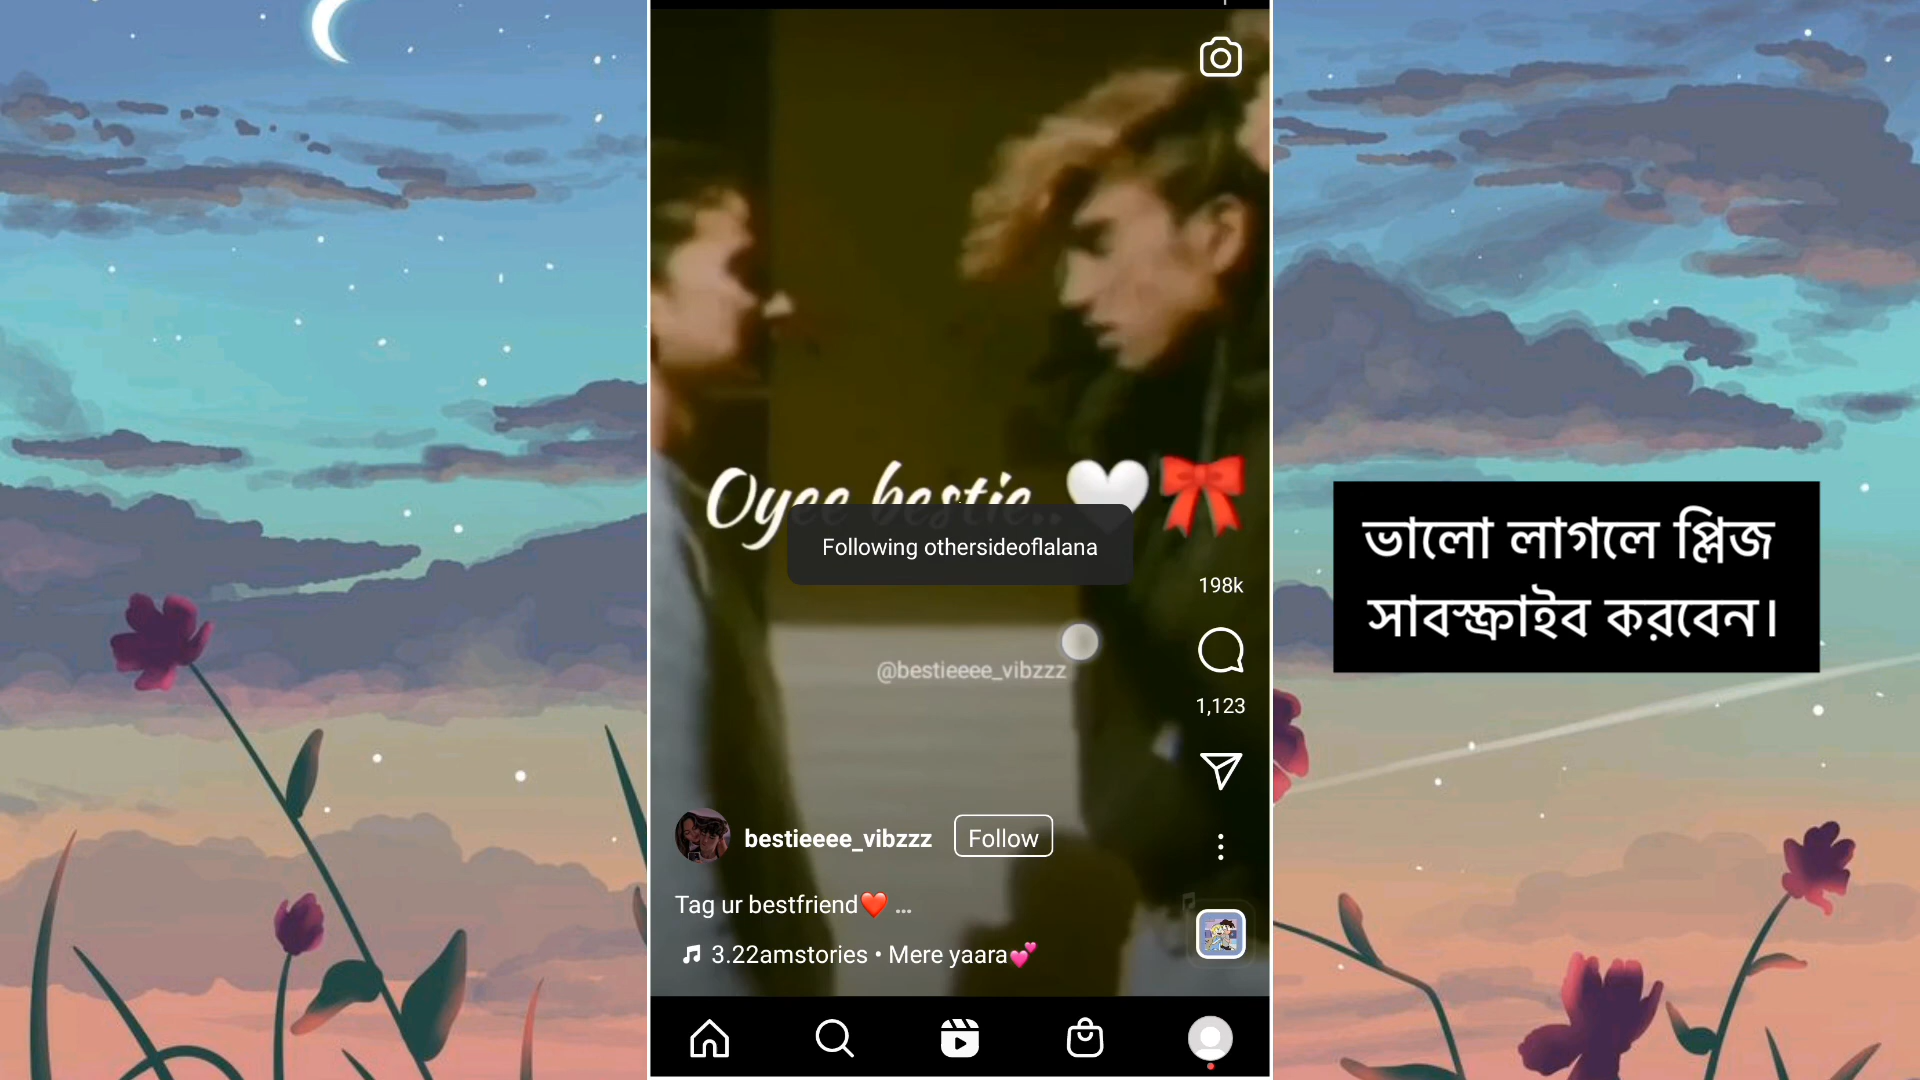 Oyee bestie.. 🤍🎀
Following othersideoflalana
198k
@bestieeee_vibzzz
1,123
bestieeee_vibzzz
Follow
Tag ur bestfriend❤️ ...
3.22amstories • Mere yaara💕
ভালো লাগলে প্লিজ
সাবস্ক্রাইব করবেন।